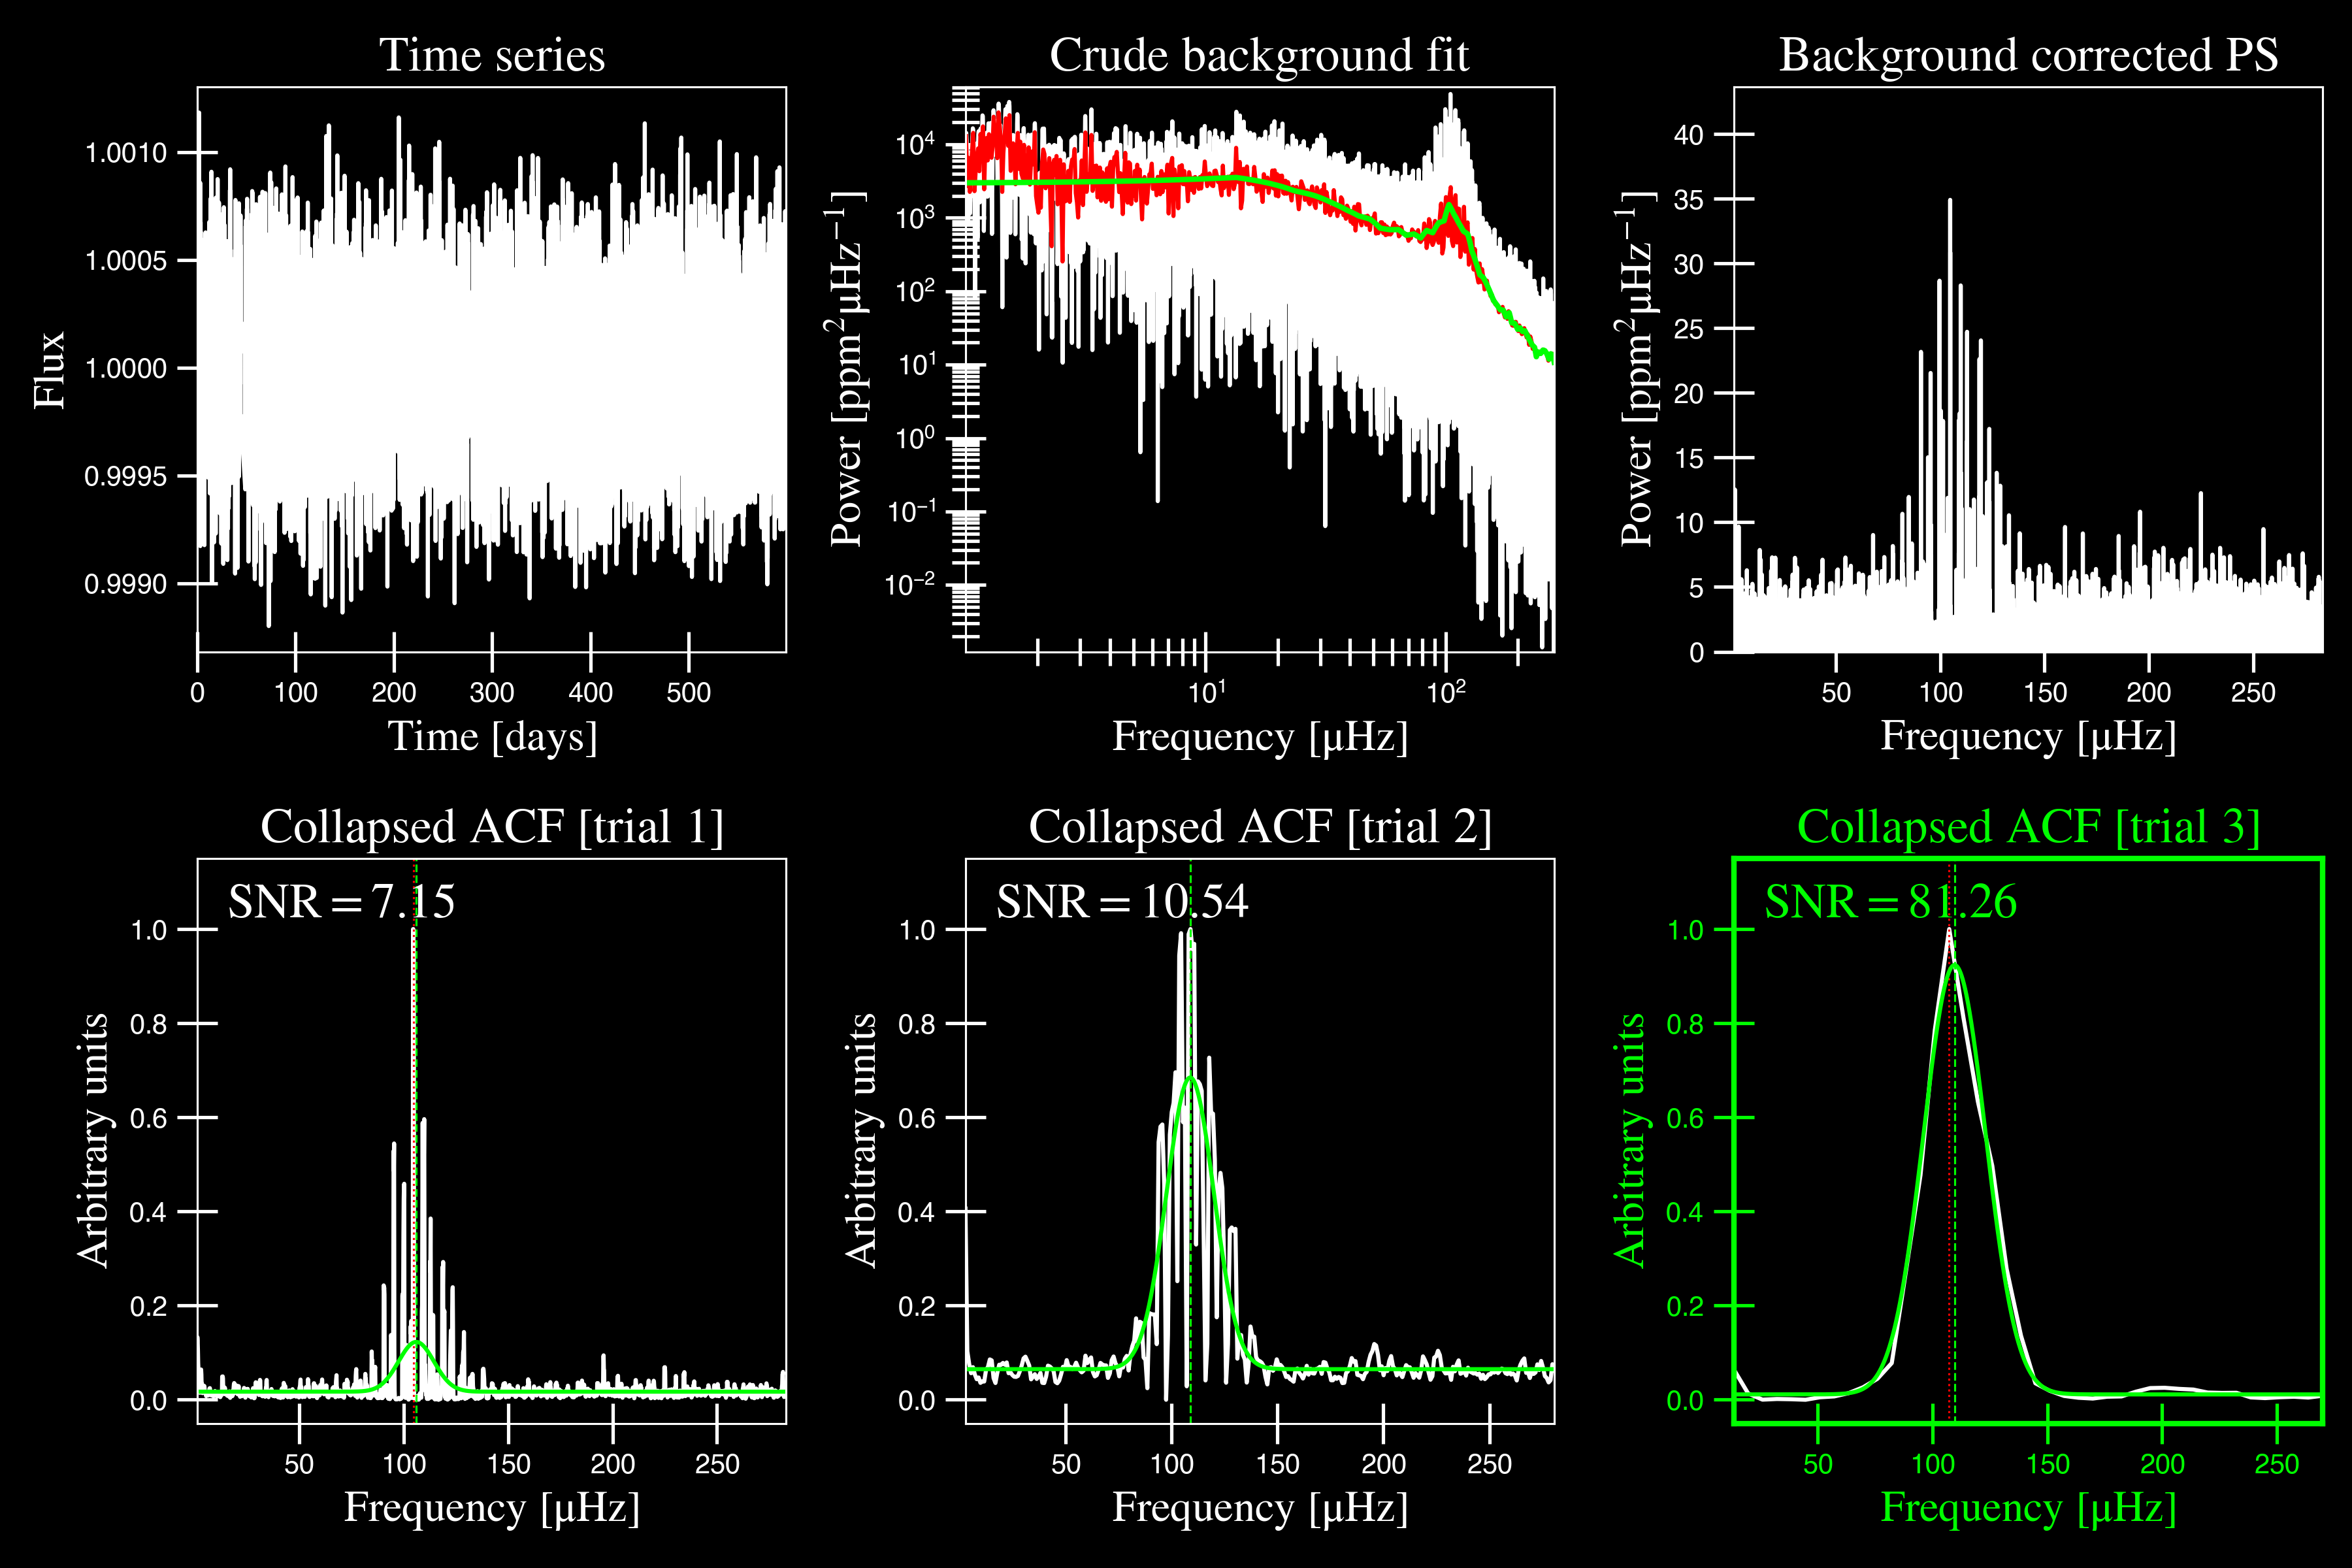 Time series
Flux
1.0010
1.0005
1.0000
0.9995
0.9990
0 100 200 300 400 500
Time [days]
Crude background fit
Power [ppm²μHz⁻¹]
10⁴
10³
10²
10¹
10⁰
10⁻¹
10⁻²
10¹ 10²
Frequency [μHz]
Background corrected PS
Power [ppm²μHz⁻¹]
40
35
30
25
20
15
10
5
0
50 100 150 200 250
Frequency [μHz]
Collapsed ACF [trial 1]
SNR = 7.15
Arbitrary units
1.0
0.8
0.6
0.4
0.2
0.0
50 100 150 200 250
Frequency [μHz]
Collapsed ACF [trial 2]
SNR = 10.54
Arbitrary units
1.0
0.8
0.6
0.4
0.2
0.0
50 100 150 200 250
Frequency [μHz]
Collapsed ACF [trial 3]
SNR = 81.26
Arbitrary units
1.0
0.8
0.6
0.4
0.2
0.0
50 100 150 200 250
Frequency [μHz]